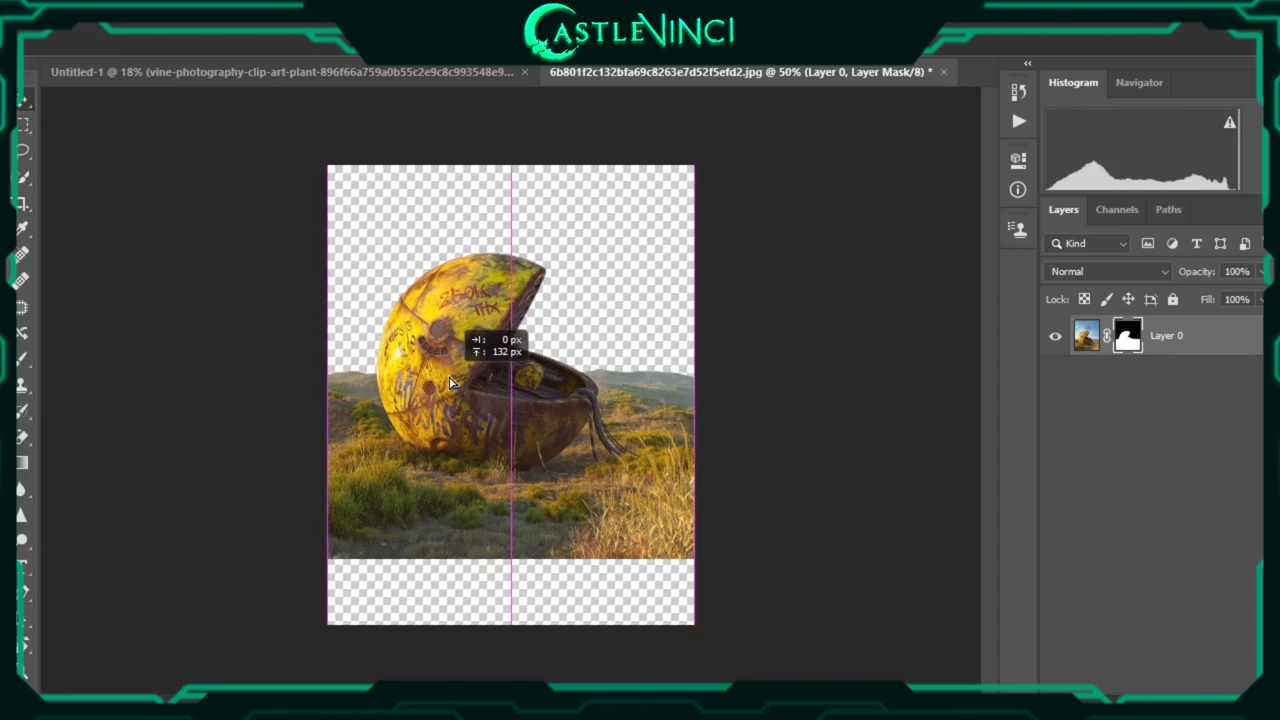 CASTLEVINCI
Untitled-1 @ 18% (vine-photography-clip-art-plant-896f66a759a0b55c2e9c8c993548e9...
6b801f2c132bfa69c8263e7d52f5efd2.jpg @ 50% (Layer 0, Layer Mask/8) *
Histogram Navigator
Layers Channels Paths
Kind
Normal Opacity: 100%
Lock: Fill: 100%
Layer 0
0 px
132 px